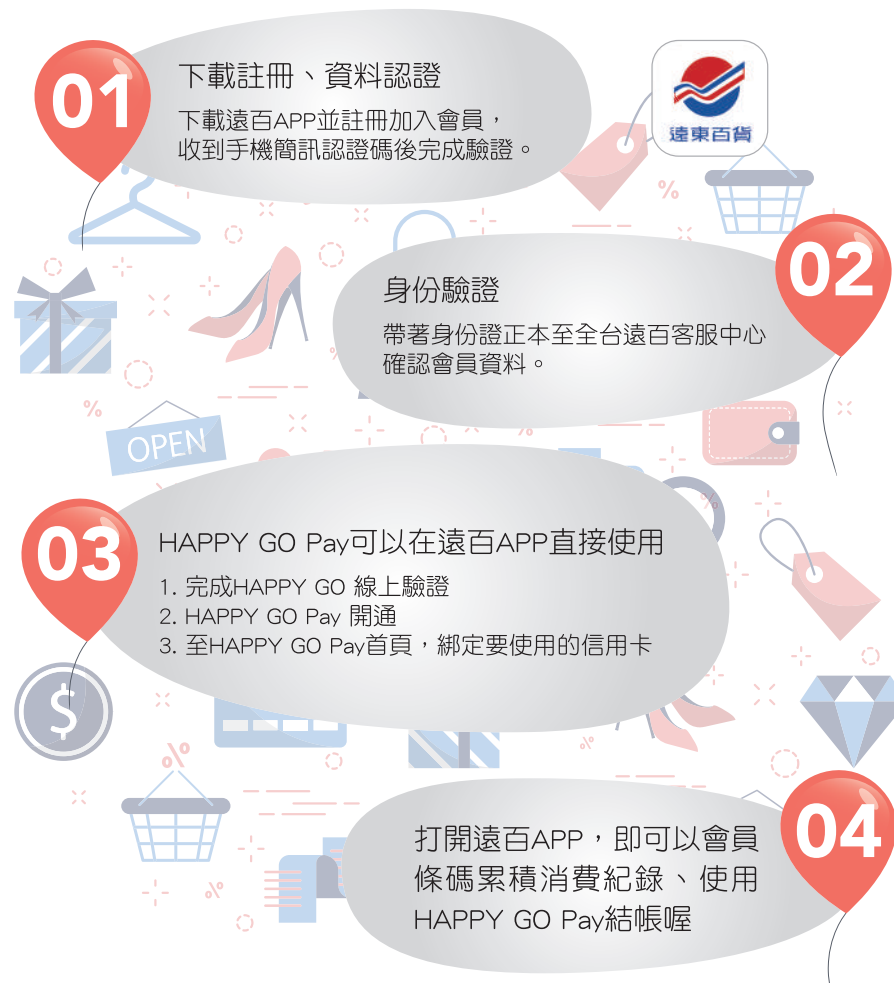 01
下載註冊、資料認證
下載遠百APP並註冊加入會員，
收到手機簡訊認證碼後完成驗證。
遠東百貨
02
身份驗證
帶著身份證正本至全台遠百客服中心
確認會員資料。
OPEN
03
HAPPY GO Pay可以在遠百APP直接使用
1. 完成HAPPY GO 線上驗證
2. HAPPY GO Pay 開通
3. 至HAPPY GO Pay首頁，綁定要使用的信用卡
$
04
打開遠百APP，即可以會員
條碼累積消費紀錄、使用
HAPPY GO Pay結帳喔